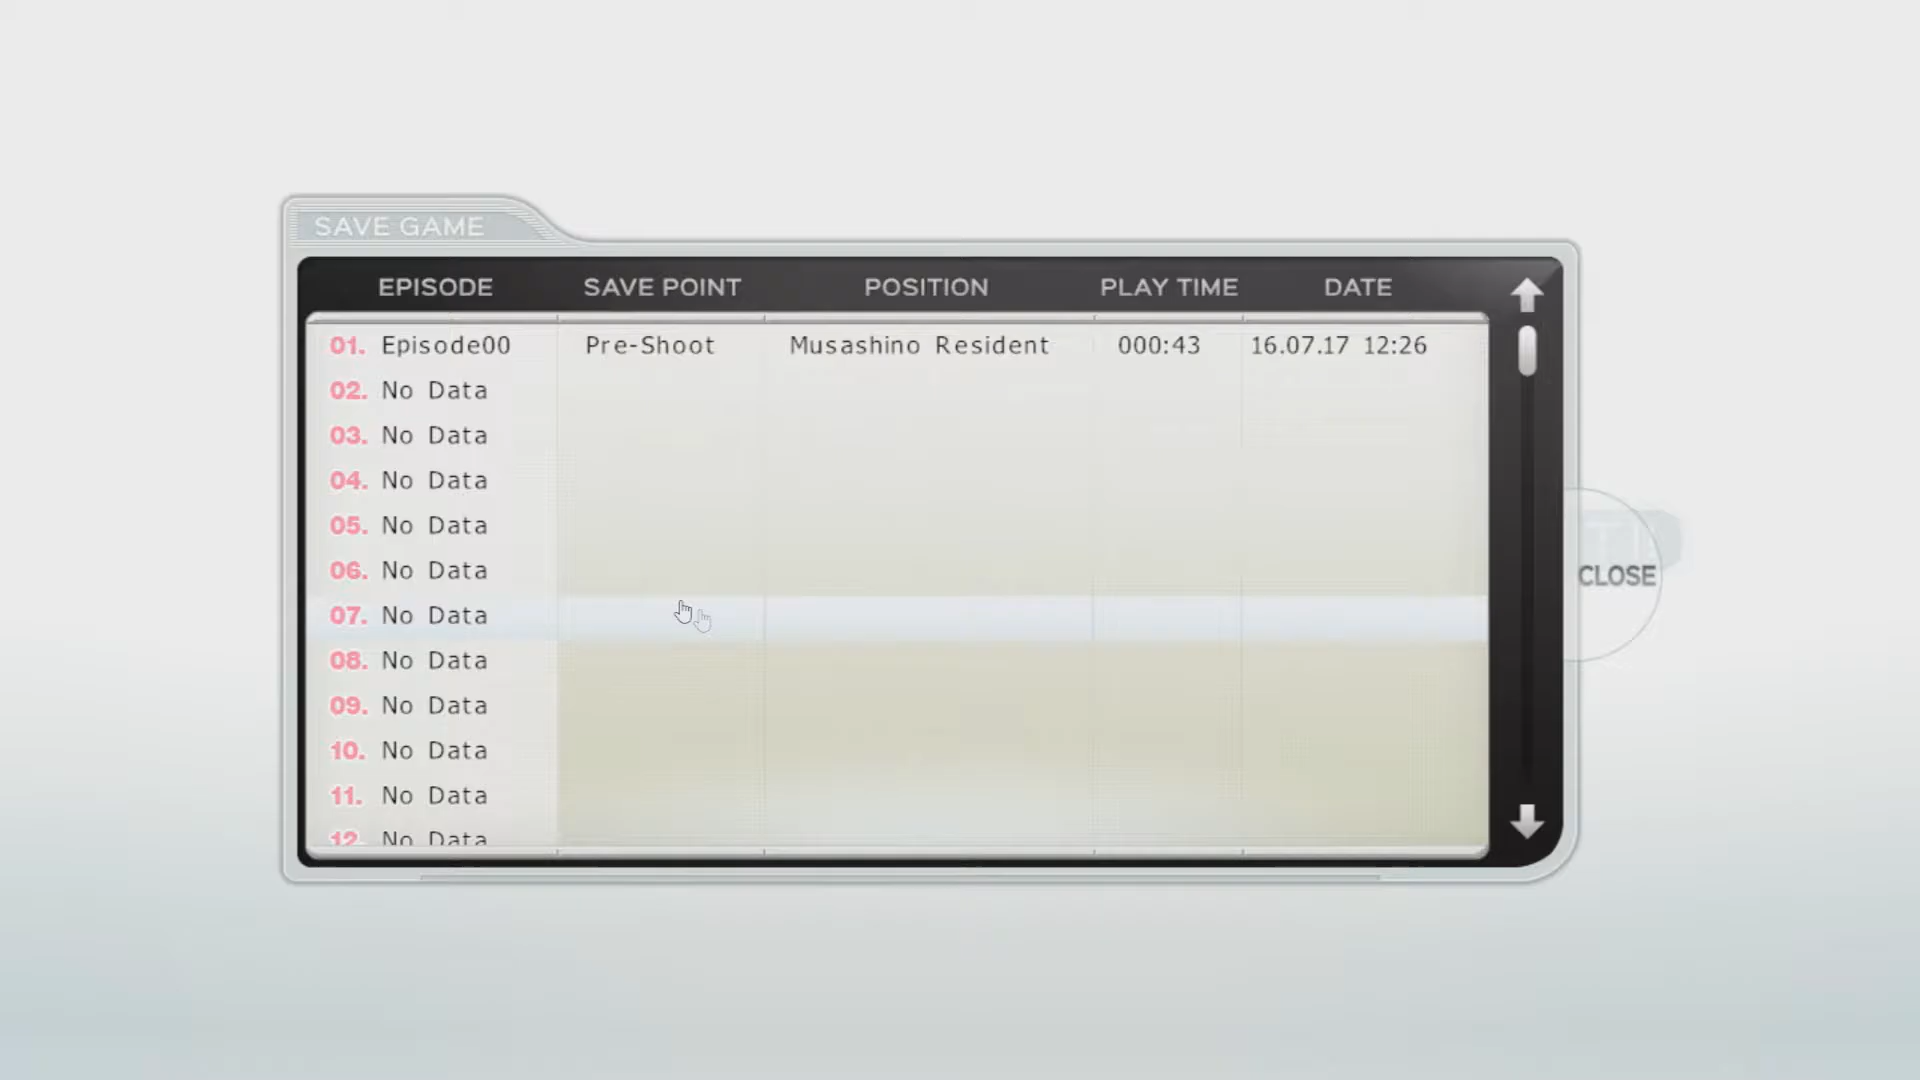 SAVE GAME
EPISODE SAVE POINT POSITION PLAY TIME DATE
01. Episode00 Pre-Shoot Musashino Resident 000:43 16.07.17 12:26
02. No Data
03. No Data
04. No Data
05. No Data
06. No Data
CLOSE
07. No Data
08. No Data
09. No Data
10. No Data
11. No Data
12. No Data